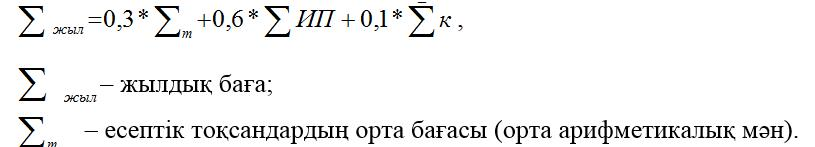 ∑ жыл =0,3 * ∑ т +0,6 * ∑ ИП + 0,1* ∑̄ к ,
∑ жыл – жылдық баға;
∑ т – есептік тоқсандардың орта бағасы (орта арифметикалық мән).